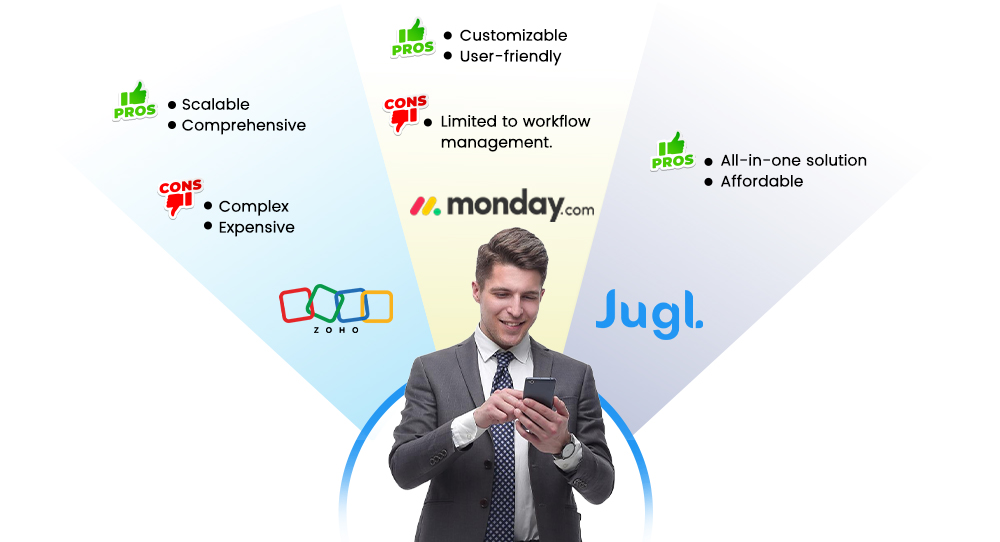 PROS
Scalable
Comprehensive
CONS
Complex
Expensive
ZOHO
PROS
Customizable
User-friendly
CONS
Limited to workflow
management.
monday.com
PROS
All-in-one solution
Affordable
Jugl.